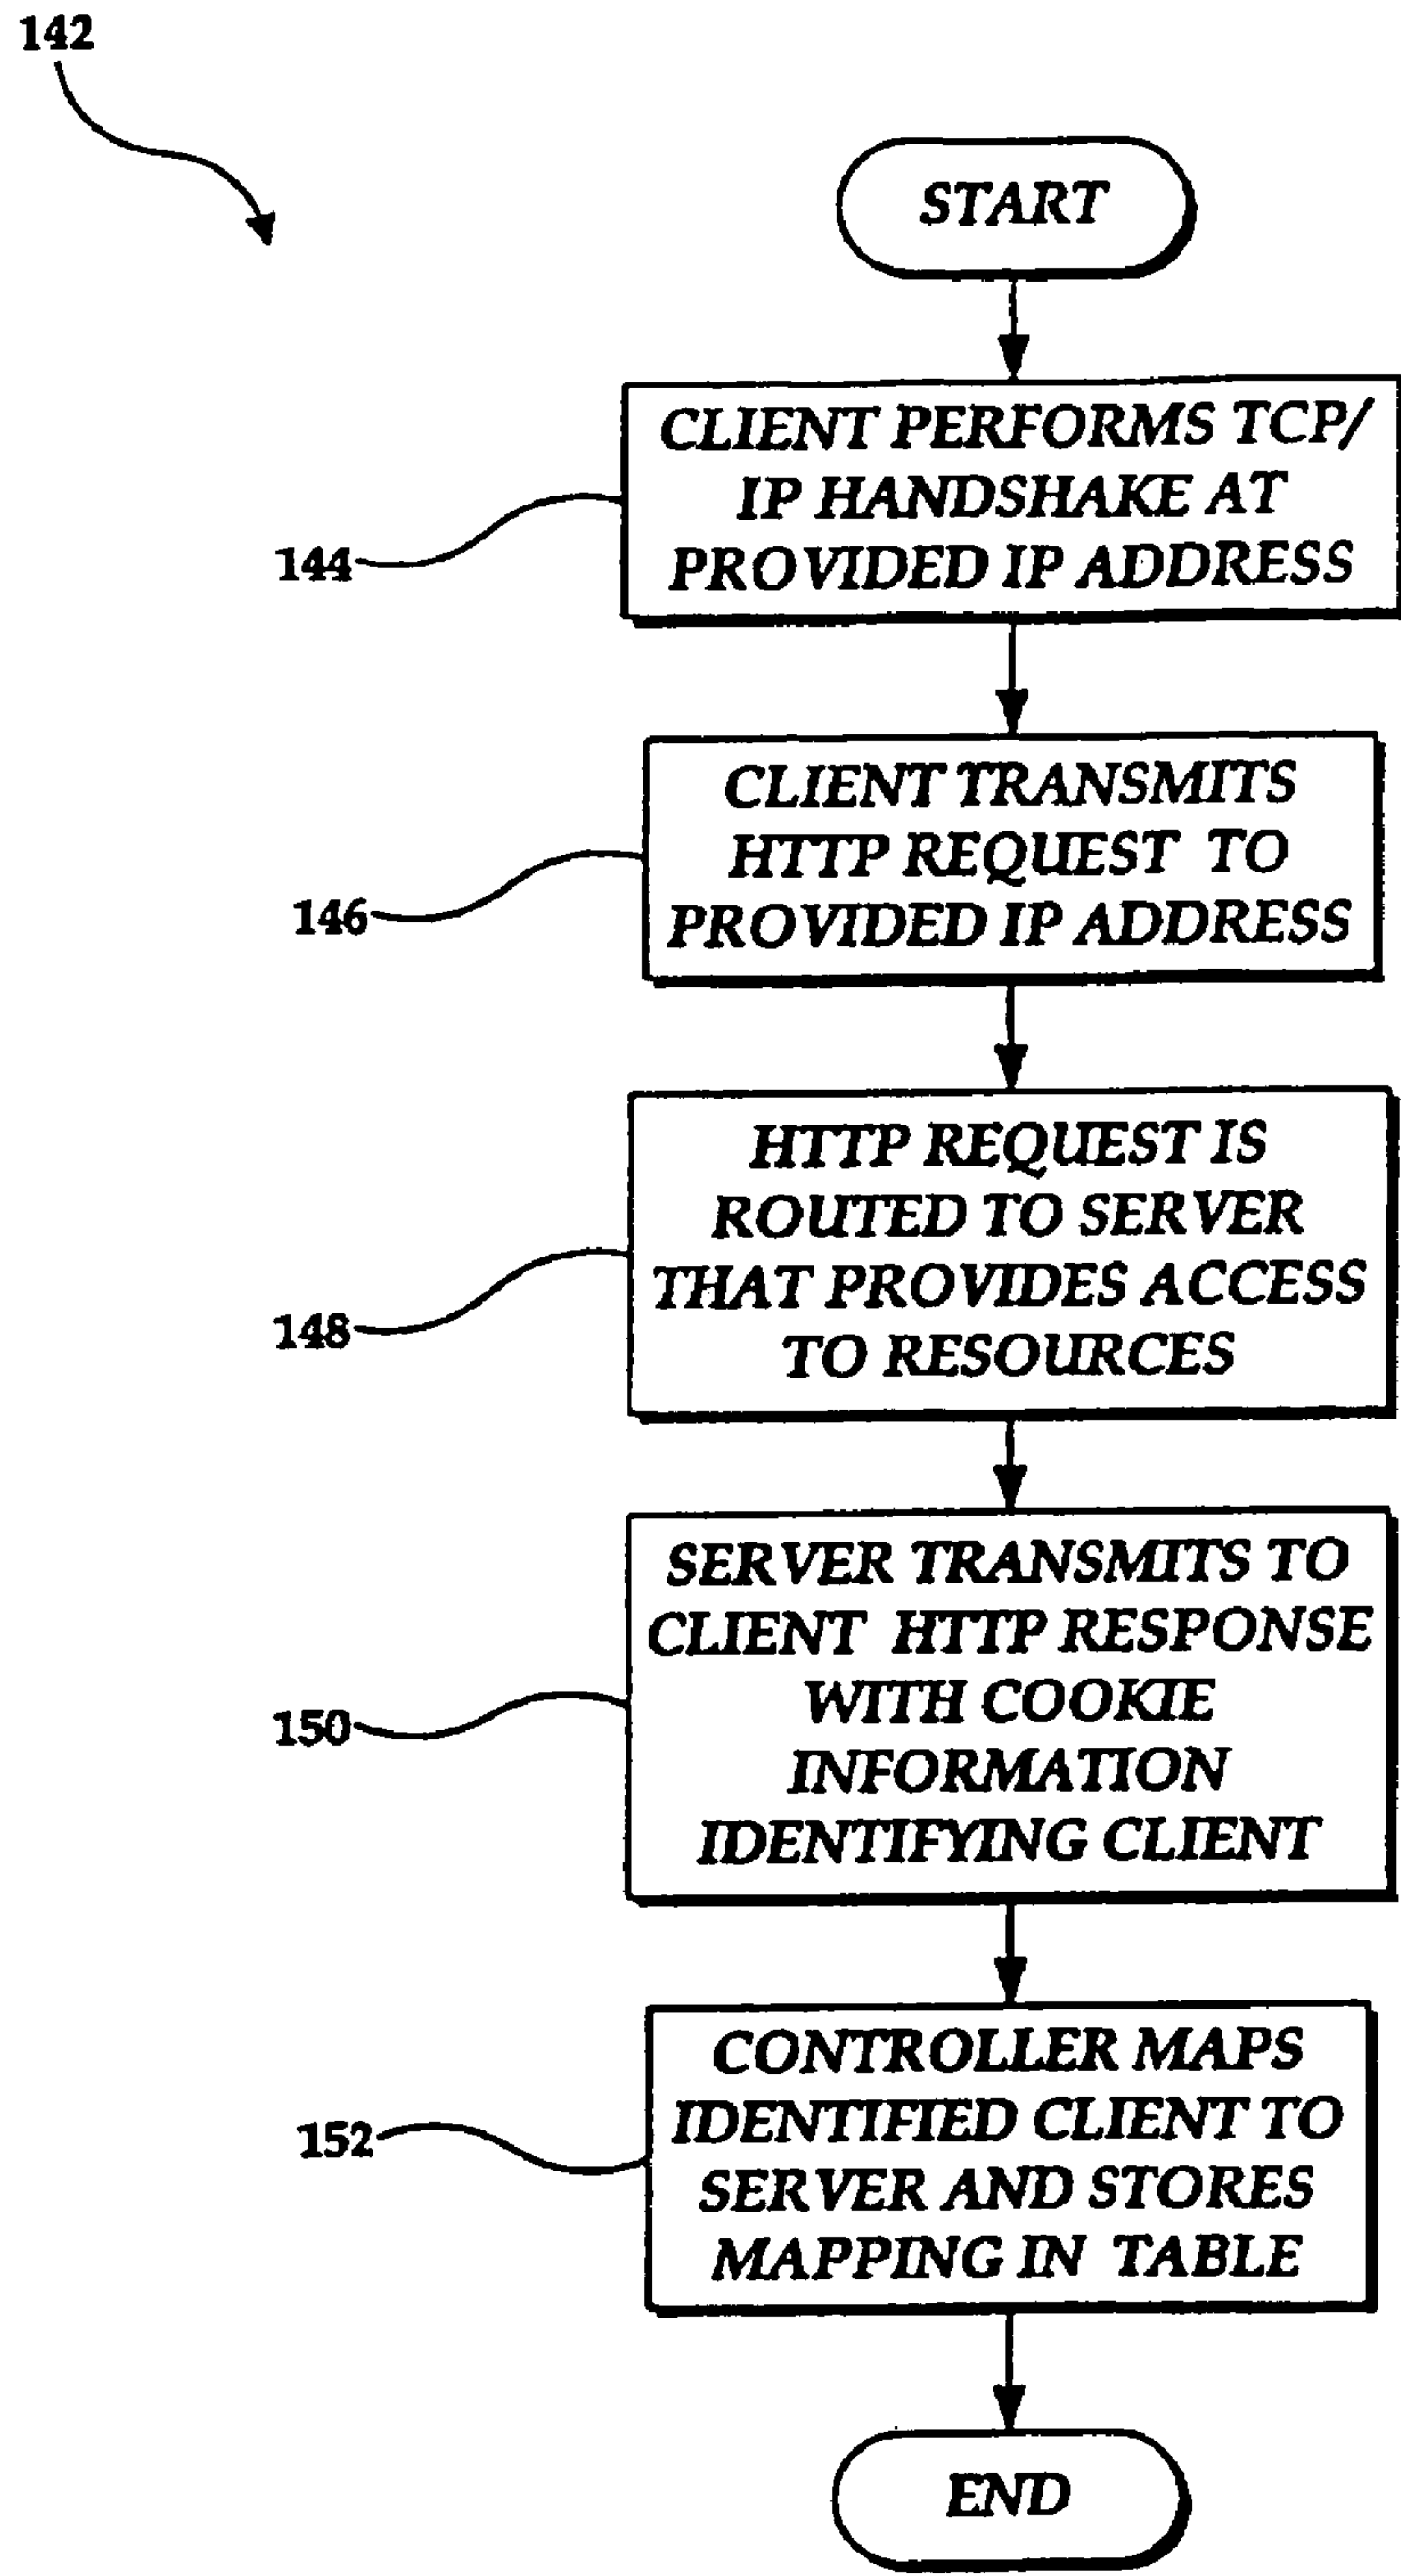 142
START
CLIENT PERFORMS TCP/
IP HANDSHAKE AT
PROVIDED IP ADDRESS
144
CLIENT TRANSMITS
HTTP REQUEST TO
PROVIDED IP ADDRESS
146
HTTP REQUEST IS
ROUTED TO SERVER
THAT PROVIDES ACCESS
TO RESOURCES
148
SERVER TRANSMITS TO
CLIENT HTTP RESPONSE
WITH COOKIE
INFORMATION
IDENTIFYING CLIENT
150
CONTROLLER MAPS
IDENTIFIED CLIENT TO
SERVER AND STORES
MAPPING IN TABLE
152
END